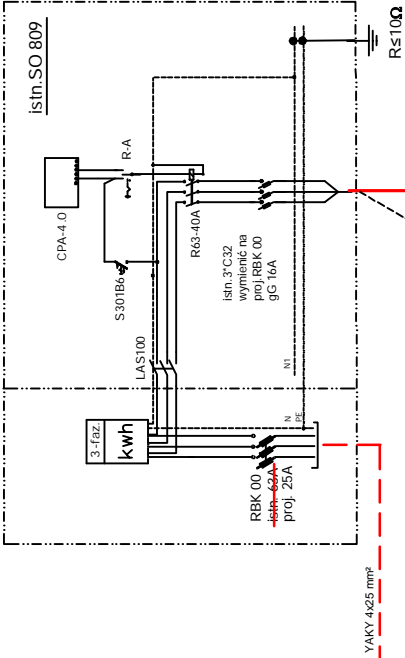 istn.SO 809
CPA-4.0
R-A
S301B6
R63-40A
R≤10Ω
LAS100
istn.3*C32
wymienić na
proj.RBK 00
gG 16A
N1
N
PE
3-faz.
kwh
RBK 00
istn. 63A
proj. 25A
YAKY 4x25 mm²